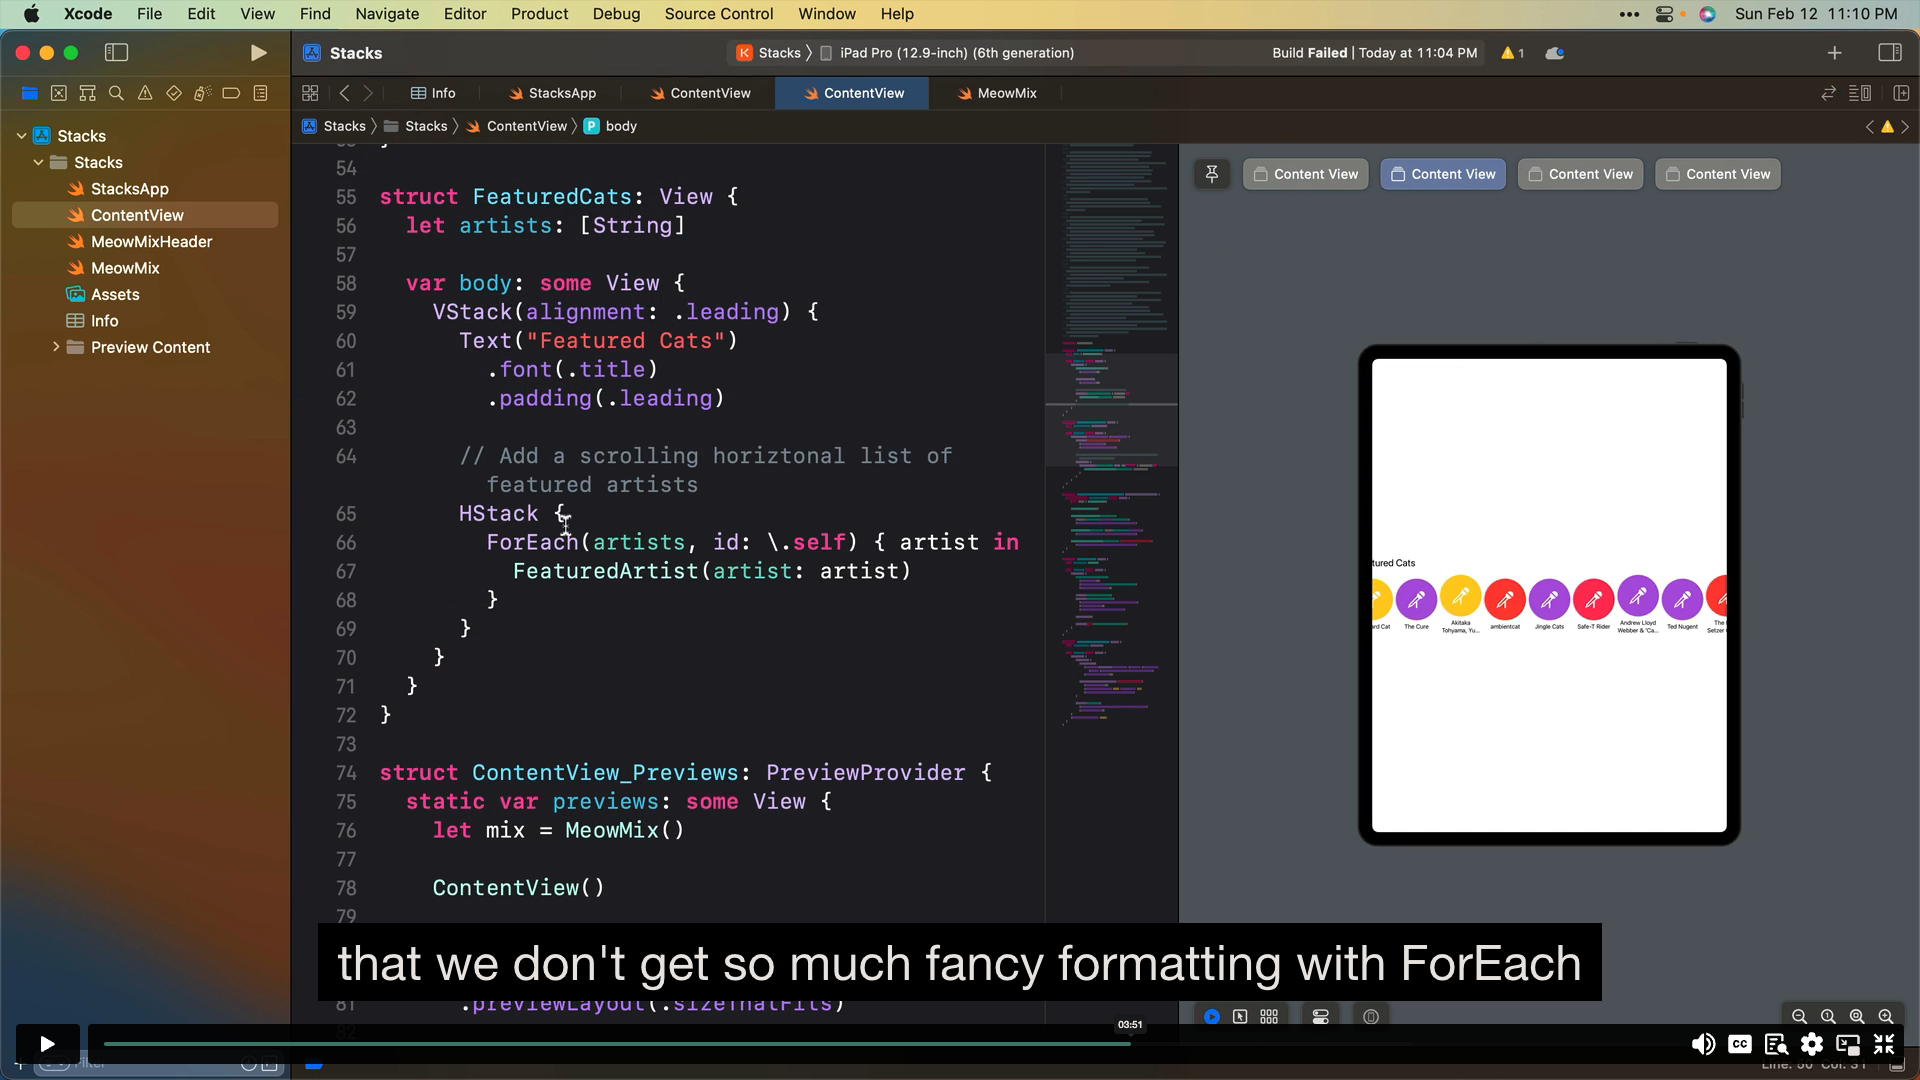 Xcode File Edit View Find Navigate Editor Product Debug Source Control Window Help
Sun Feb 12 11:10 PM
Stacks
Stacks
iPad Pro (12.9-inch) (6th generation)
Build Failed | Today at 11:04 PM
1
Info
StacksApp
ContentView
ContentView
MeowMix
Stacks
Stacks
ContentView
body
Stacks
Stacks
StacksApp
ContentView
MeowMixHeader
MeowMix
Assets
Info
Preview Content
54
55 struct FeaturedCats: View {
56 let artists: [String]
57
58 var body: some View {
59 VStack(alignment: .leading) {
60 Text("Featured Cats")
61 .font(.title)
62 .padding(.leading)
63
64 // Add a scrolling horiztonal list of
featured artists
65 HStack {
66 ForEach(artists, id: \.self) { artist in
67 FeaturedArtist(artist: artist)
68 }
69 }
70 }
71 }
72 }
73
74 struct ContentView_Previews: PreviewProvider {
75 static var previews: some View {
76 let mix = MeowMix()
77
78 ContentView()
79
81 .previewLayout(.sizeThatFits)
82
Content View
Content View
Content View
Content View
tured Cats
rd Cat
The Cure
Akitaka
Tohyama, Yu...
ambientcat
Jingle Cats
Safe-T Rider
Andrew Lloyd
Webber & "Ca...
Ted Nugent
Setzer
that we don't get so much fancy formatting with ForEach
03:51
CC
Filter